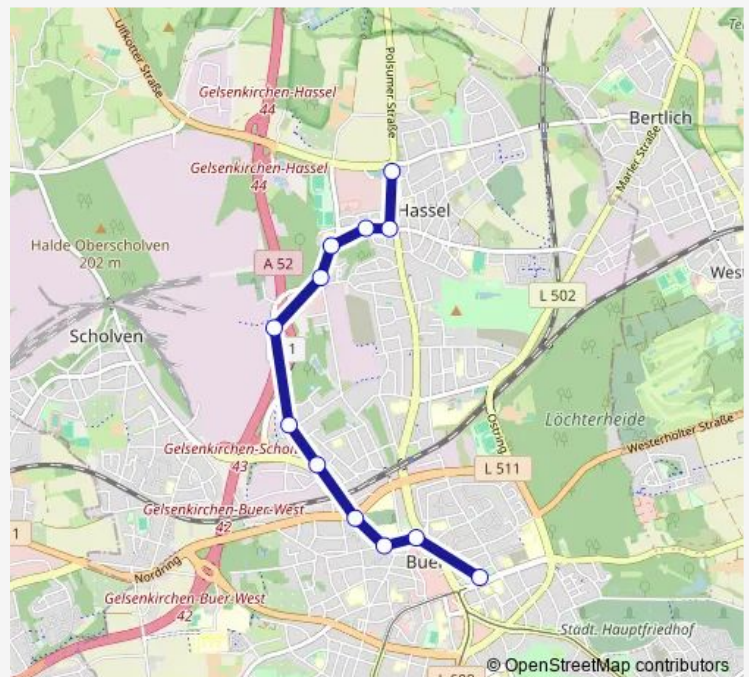 Ulfkotter Straße
Gelsenkirchen-Hassel
44
Polsumer Straße
Bertlich
Marler Straße
Gelsenkirchen-Hassel
44
Hassel
Halde Oberscholven
202 m
A 52
L 502
West
Scholven
1
Ostring
Löchterheide
Westerholter Straße
Gelsenkirchen-Schol
43
L 511
Gelsenkirchen-Buer-West
42
1
Buer
Nordring
Gelsenkirchen-Buer-West
42
Städt. Hauptfriedhof
© OpenStreetMap contributors